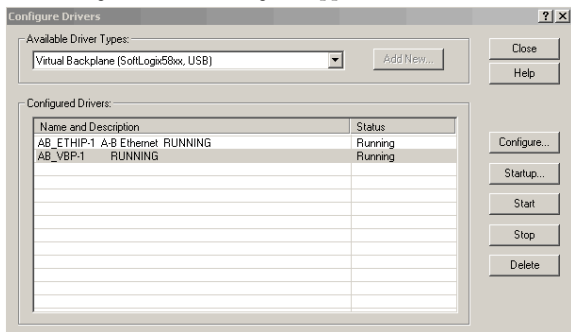 Configure Drivers
Available Driver Types:
Virtual Backplane (SoftLogix58xx, USB)
Add New...
Close
Help
Configured Drivers:
Name and Description Status
AB_ETHIP-1 A-B Ethernet RUNNING Running
AB_VBP-1 RUNNING Running
Configure...
Startup...
Start
Stop
Delete